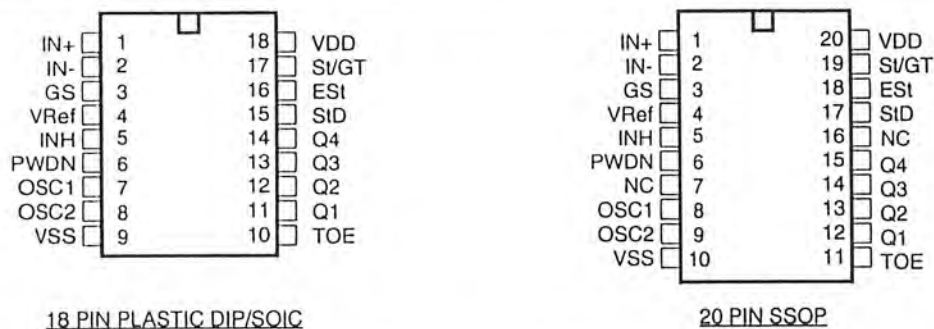 IN+ 1 18 VDD
IN- 2 17 St/GT
GS 3 16 ESt
VRef 4 15 StD
INH 5 14 Q4
PWDN 6 13 Q3
OSC1 7 12 Q2
OSC2 8 11 Q1
VSS 9 10 TOE
18 PIN PLASTIC DIP/SOIC
IN+ 1 20 VDD
IN- 2 19 St/GT
GS 3 18 ESt
VRef 4 17 StD
INH 5 16 NC
PWDN 6 15 Q4
NC 7 14 Q3
OSC1 8 13 Q2
OSC2 9 12 Q1
VSS 10 11 TOE
20 PIN SSOP